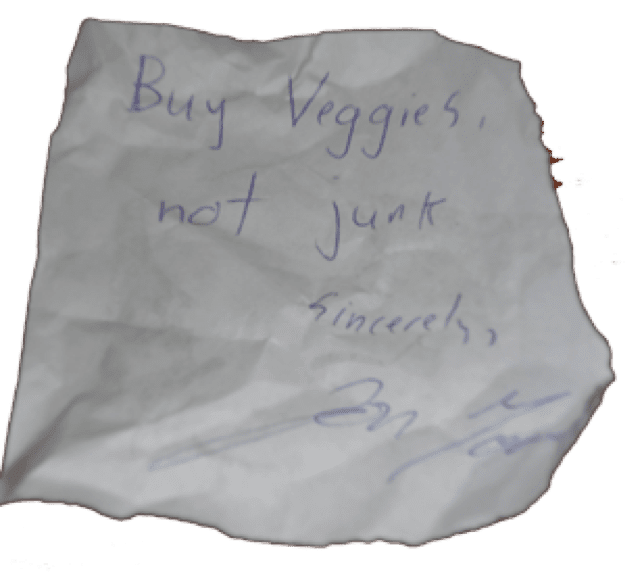 Buy Veggies,
not junk
Sincerely,